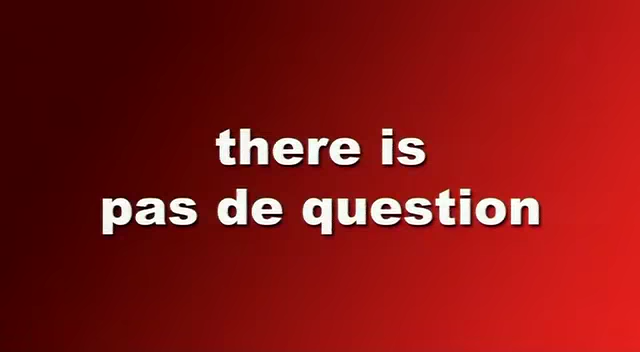 there is
pas de question